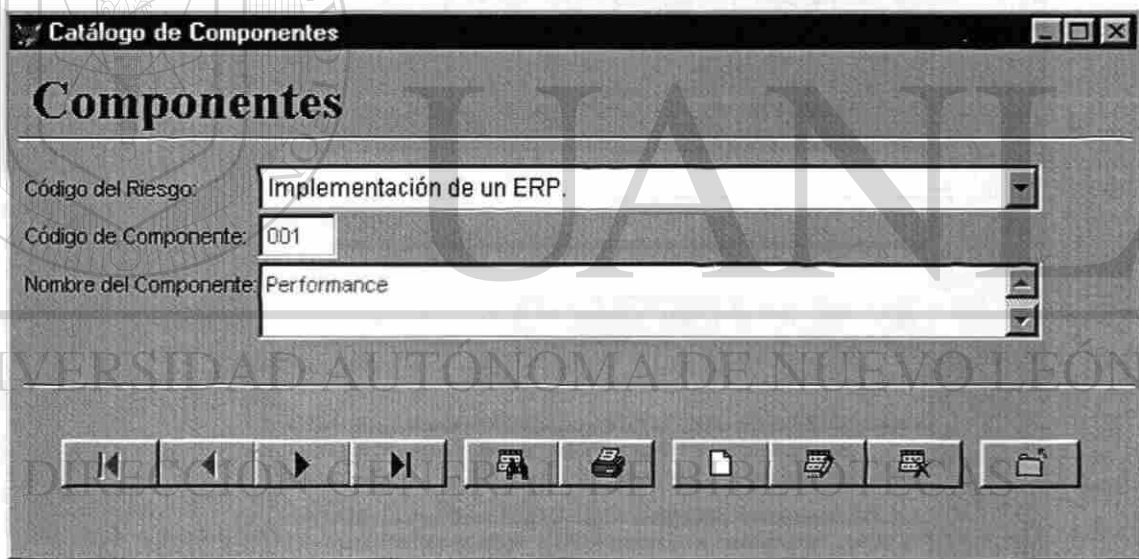 Catálogo de Componentes
Componentes
UANL
Código del Riesgo: Implementación de un ERP.
Código de Componente: 001
Nombre del Componente: Performance
UNIVERSIDAD AUTÓNOMA DE NUEVO LEÓN
DIRECCIÓN GENERAL DE BIBLIOTECAS